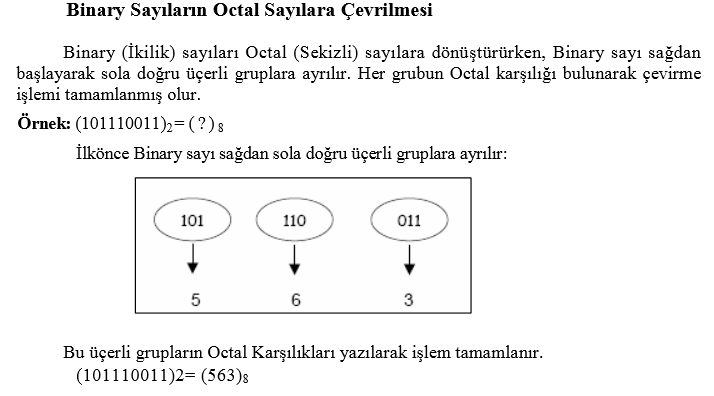 Binary Sayıların Octal Sayılara Çevrilmesi
Binary (İkilik) sayıları Octal (Sekizli) sayılara dönüştürürken, Binary sayı sağdan
başlayarak sola doğru üçerli gruplara ayrılır. Her grubun Octal karşılığı bulunarak çevirme
işlemi tamamlanmış olur.
Örnek: (101110011)₂= ( ? ) ₈
İlkönce Binary sayı sağdan sola doğru üçerli gruplara ayrılır:
101 110 011
5 6 3
Bu üçerli grupların Octal Karşılıkları yazılarak işlem tamamlanır.
(101110011)2= (563)₈